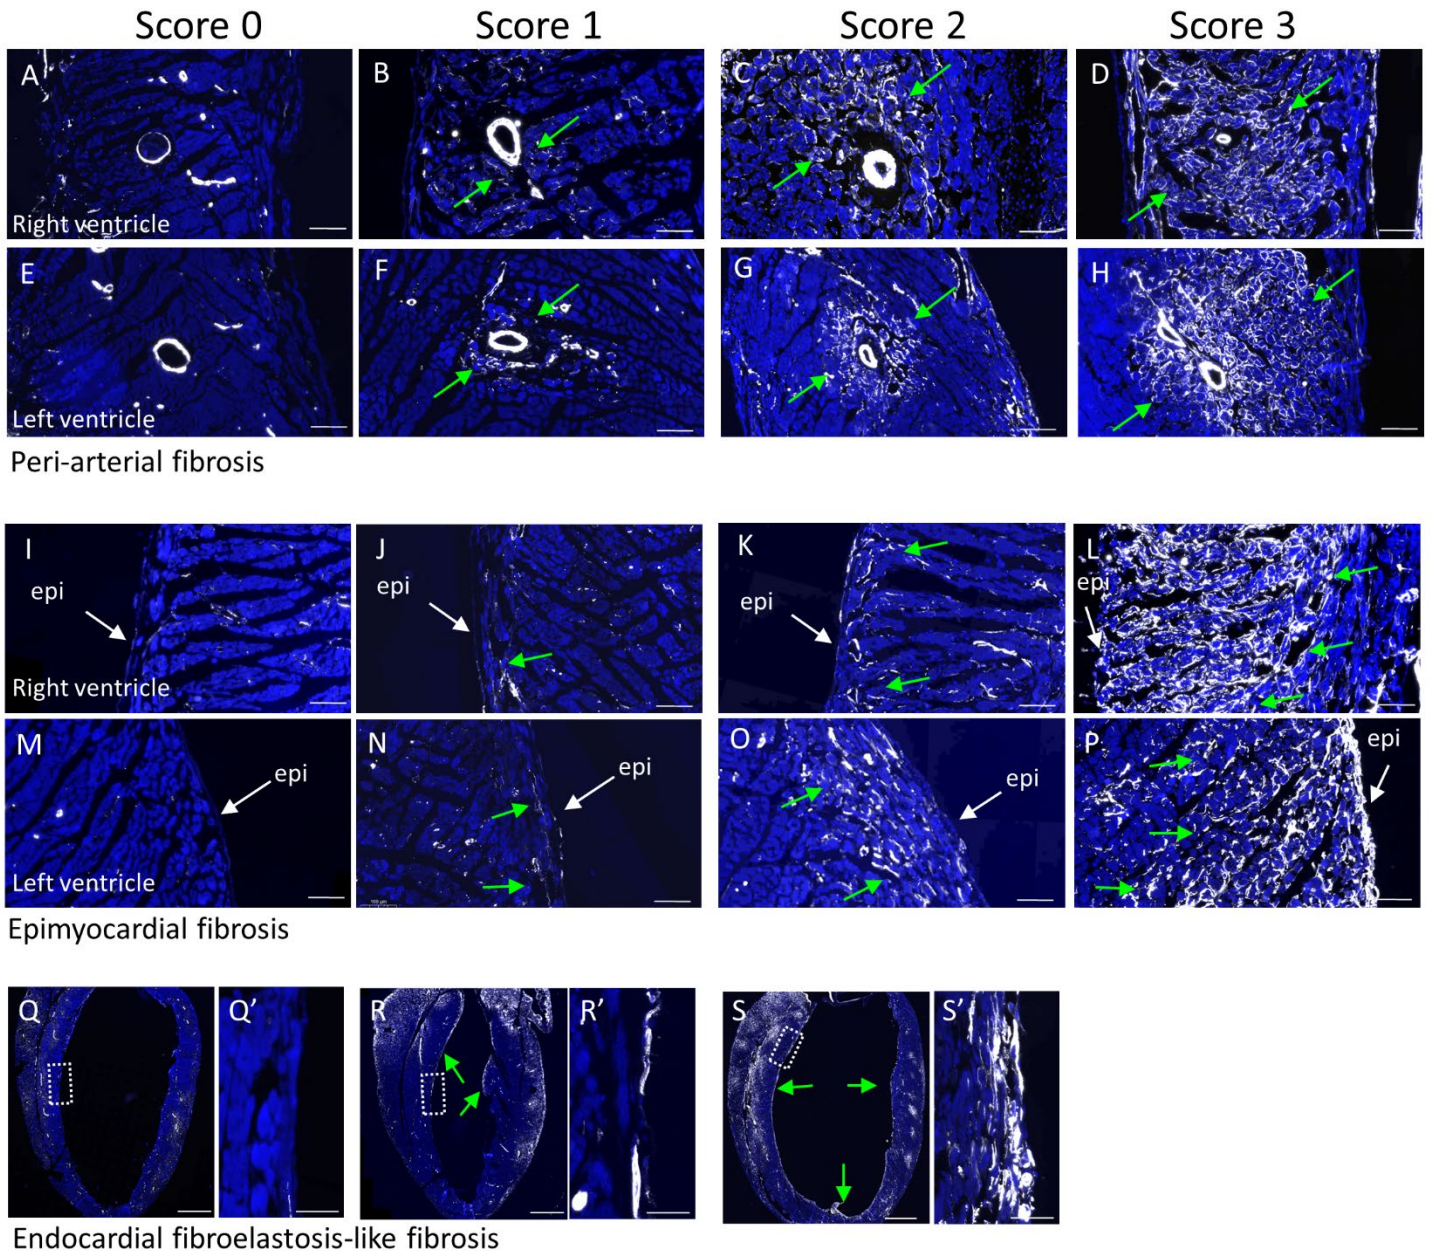 Score 0 Score 1 Score 2 Score 3
A B C D
Right ventricle
E F G H
Left ventricle
Peri-arterial fibrosis
I J K L
epi epi epi epi
Right ventricle
M N O P
epi epi epi epi
Left ventricle
Epimyocardial fibrosis
Q Q' R R' S S'
Endocardial fibroelastosis-like fibrosis